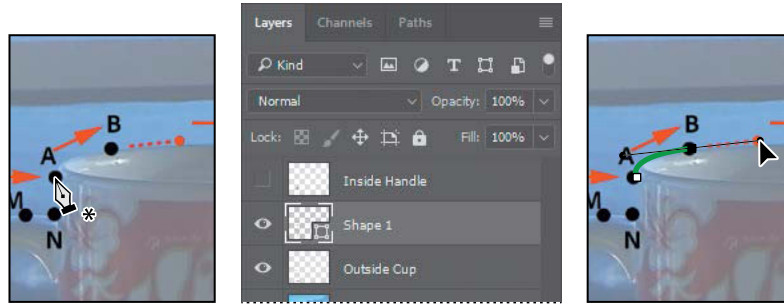 B
A
M
N
*
Layers Channels Paths
Kind T
Normal Opacity: 100%
Lock: Fill: 100%
Inside Handle
Shape 1
Outside Cup
B
A
M
N